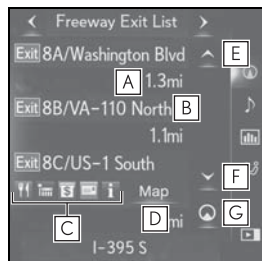 Freeway Exit List
Exit 8A/Washington Blvd
E
A
1.3mi
Exit 8B/VA-110 North
B
1.1mi
Exit 8C/US-1 South
F
Map
C
D
mi
G
I-395 S